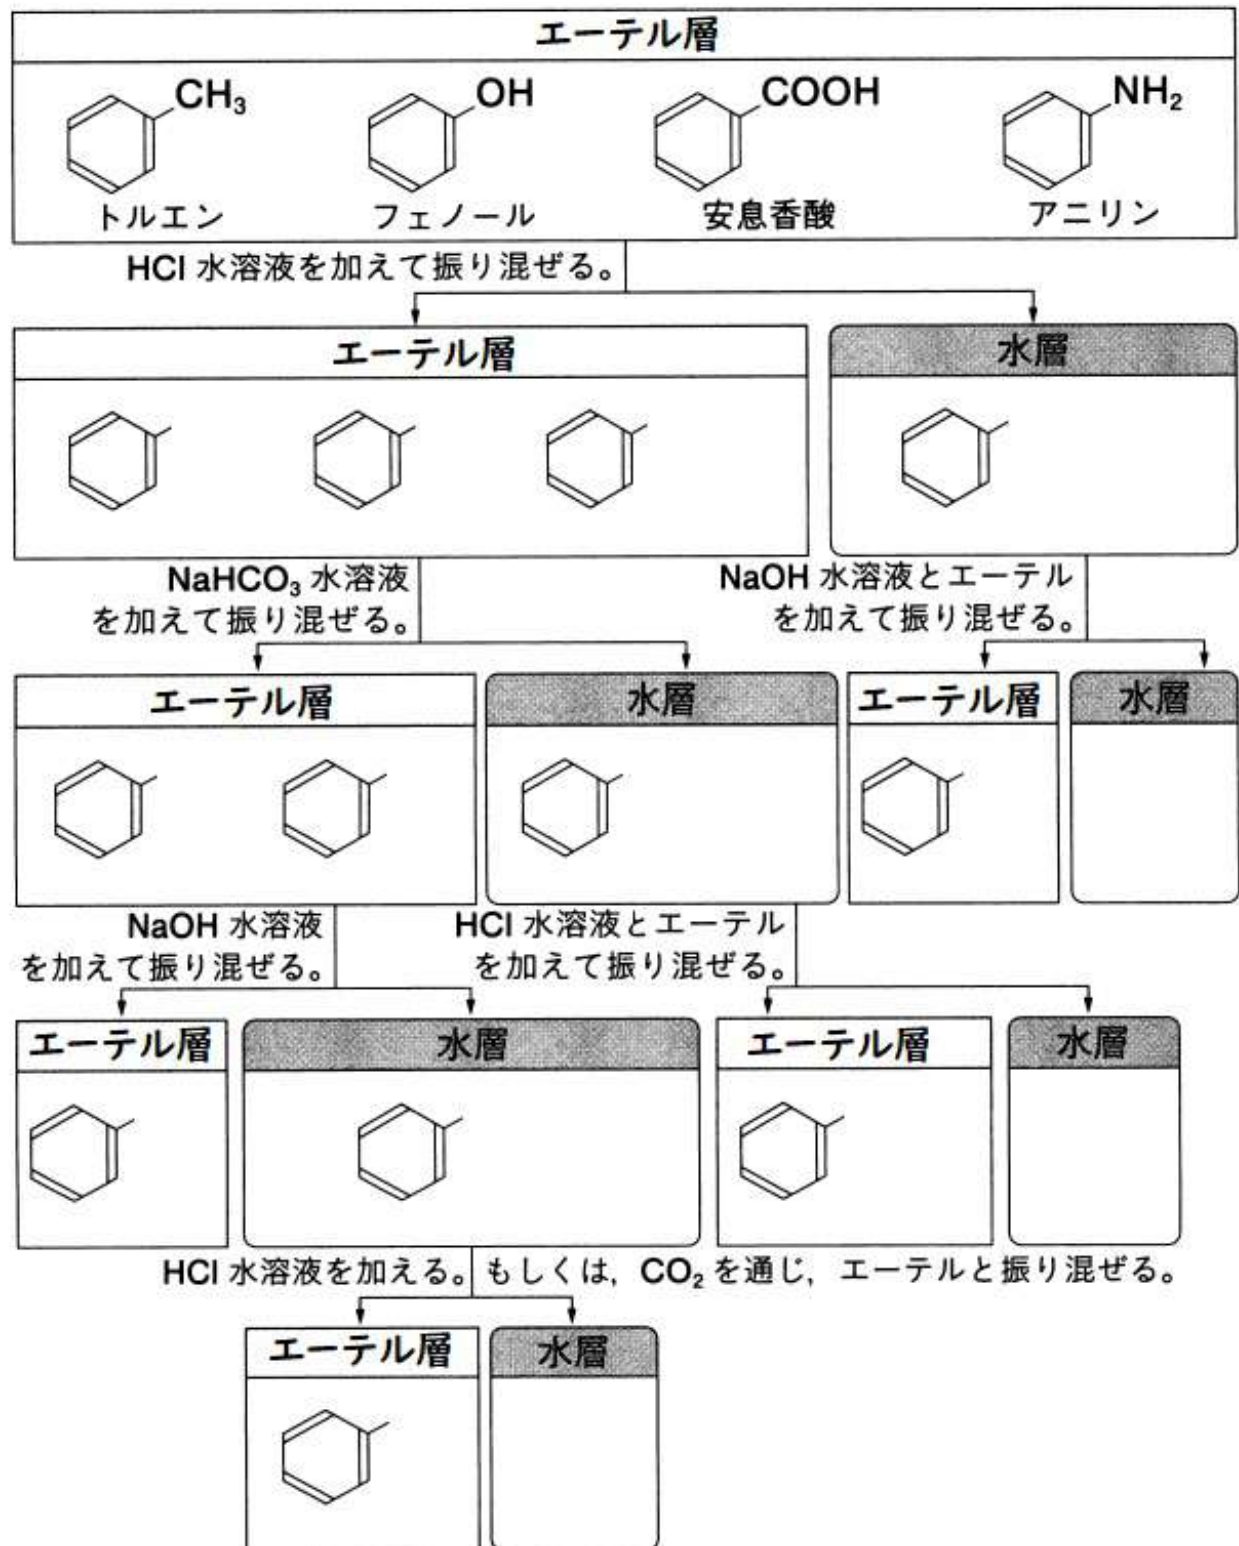 エーテル層
CH₃ OH COOH NH₂
トルエン フェノール 安息香酸 アニリン
HCl 水溶液を加えて振り混ぜる。
エーテル層 水層
NaHCO₃ 水溶液
を加えて振り混ぜる。
NaOH 水溶液とエーテル
を加えて振り混ぜる。
エーテル層 水層 エーテル層 水層
NaOH 水溶液
を加えて振り混ぜる。
HCl 水溶液とエーテル
を加えて振り混ぜる。
エーテル層 水層 エーテル層 水層
HCl 水溶液を加える。もしくは，CO₂ を通じ，エーテルと振り混ぜる。
エーテル層 水層